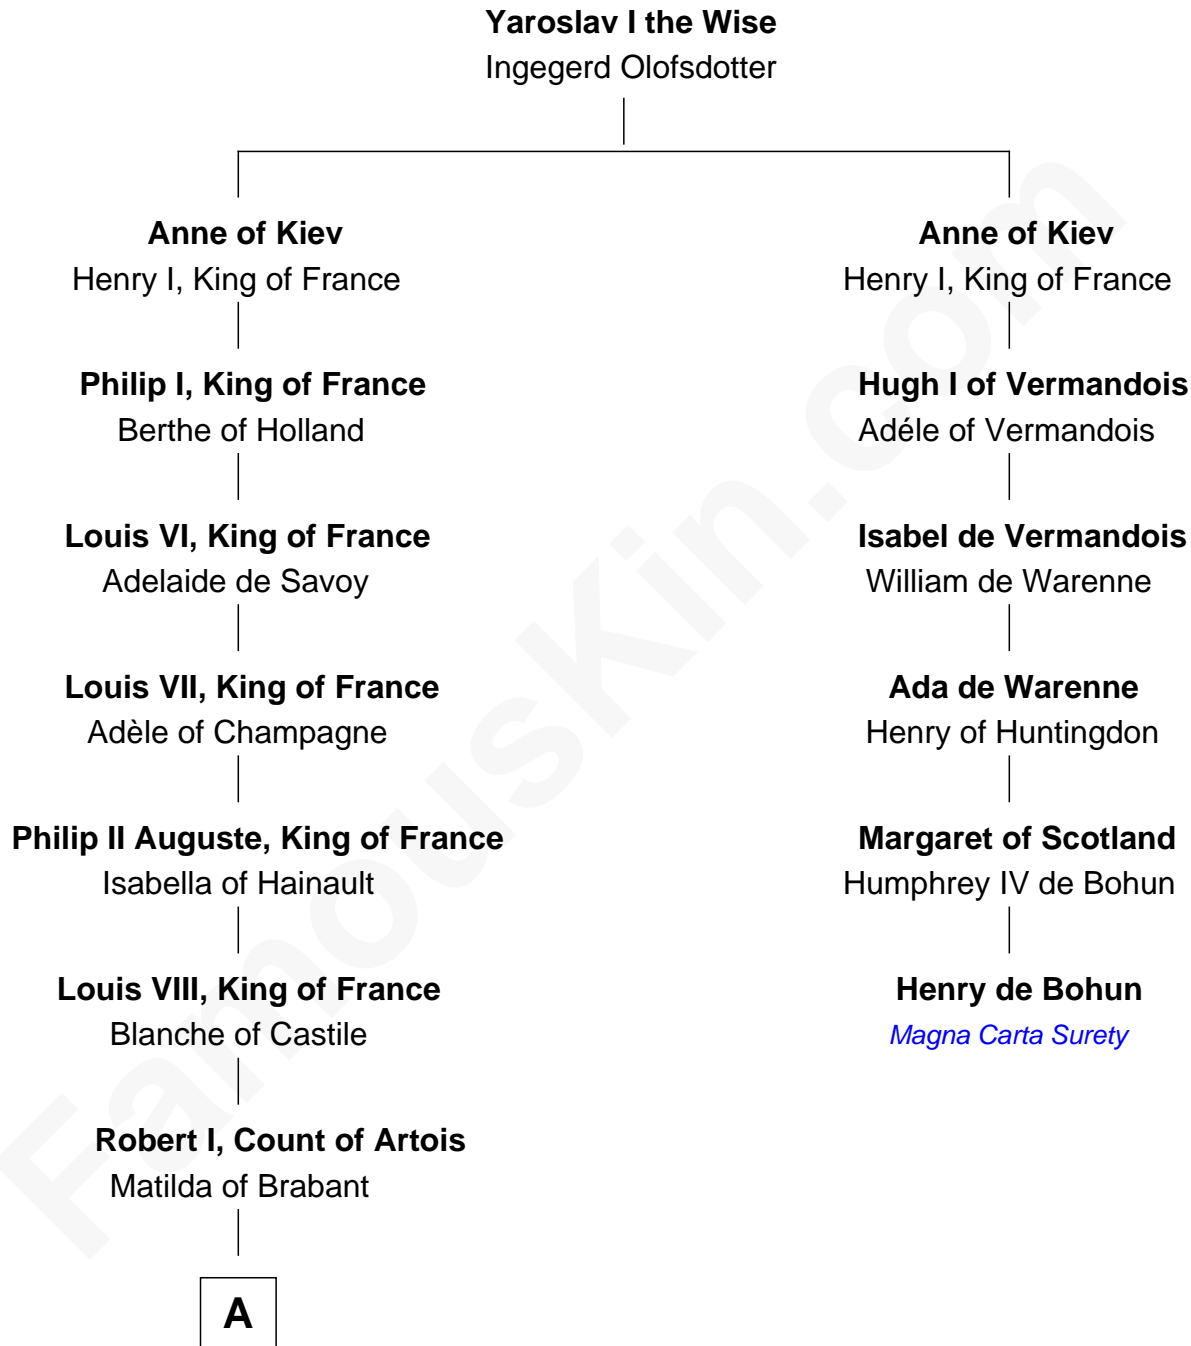 Yaroslav I the Wise
Ingegerd Olofsdotter
Anne of Kiev
Henry I, King of France
Philip I, King of France
Berthe of Holland
Louis VI, King of France
Adelaide de Savoy
Louis VII, King of France
Adèle of Champagne
Philip II Auguste, King of France
Isabella of Hainault
Louis VIII, King of France
Blanche of Castile
Robert I, Count of Artois
Matilda of Brabant
A
Anne of Kiev
Henry I, King of France
Hugh I of Vermandois
Adéle of Vermandois
Isabel de Vermandois
William de Warenne
Ada de Warenne
Henry of Huntingdon
Margaret of Scotland
Humphrey IV de Bohun
Henry de Bohun
Magna Carta Surety
FamousKin.com